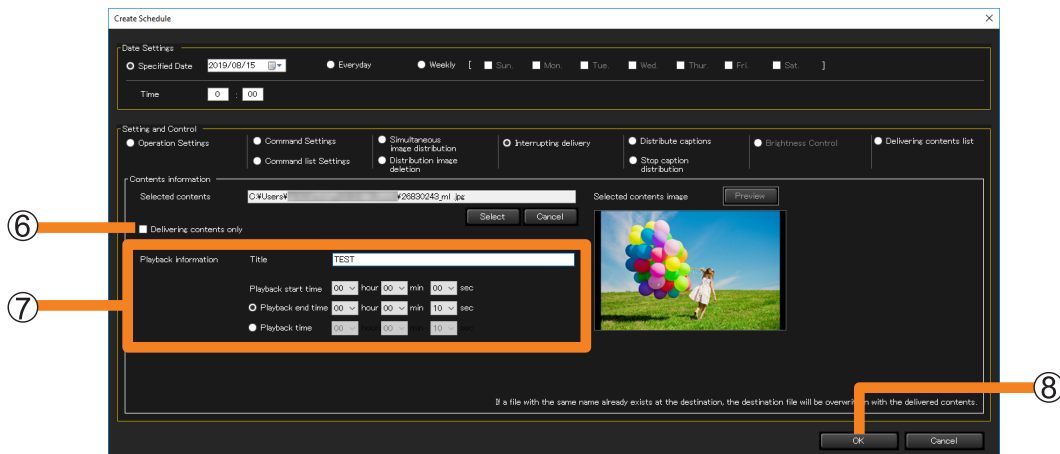 Create Schedule
Date Settings
Specified Date 2019/08/15 Everyday Weekly [ Sun. Mon. Tue. Wed. Thur. Fri. Sat. ]
Time 0 : 00
Setting and Control
Operation Settings Command Settings Simultaneous image distribution Interrupting delivery Distribute captions Brightness Control Delivering contents list
Command list Settings Distribution image deletion Stop caption distribution
Contents information
Selected contents C:¥Users¥ ¥26830243_ml .jpg Selected contents image Preview
Select Cancel
⑥ Delivering contents only
Playback information Title TEST
⑦ Playback start time 00 hour 00 min 00 sec
Playback end time 00 hour 00 min 10 sec
Playback time 00 hour 00 min 10 sec
⑧
If a file with the same name already exists at the destination, the destination file will be with the delivered contents.
OK Cancel